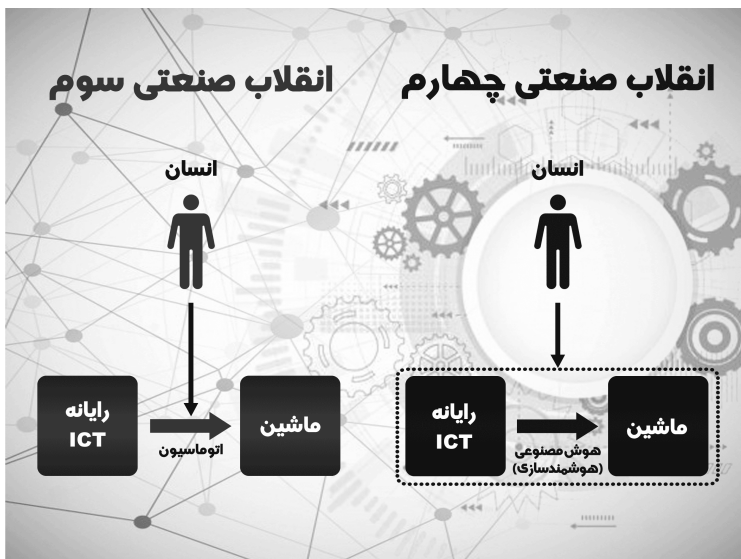 انقلاب صنعتی چهارم
انسان
رایانه
ICT
هوش مصنوعی
(هوشمندسازی)
ماشین
انقلاب صنعتی سوم
انسان
رایانه
ICT
اتوماسیون
ماشین